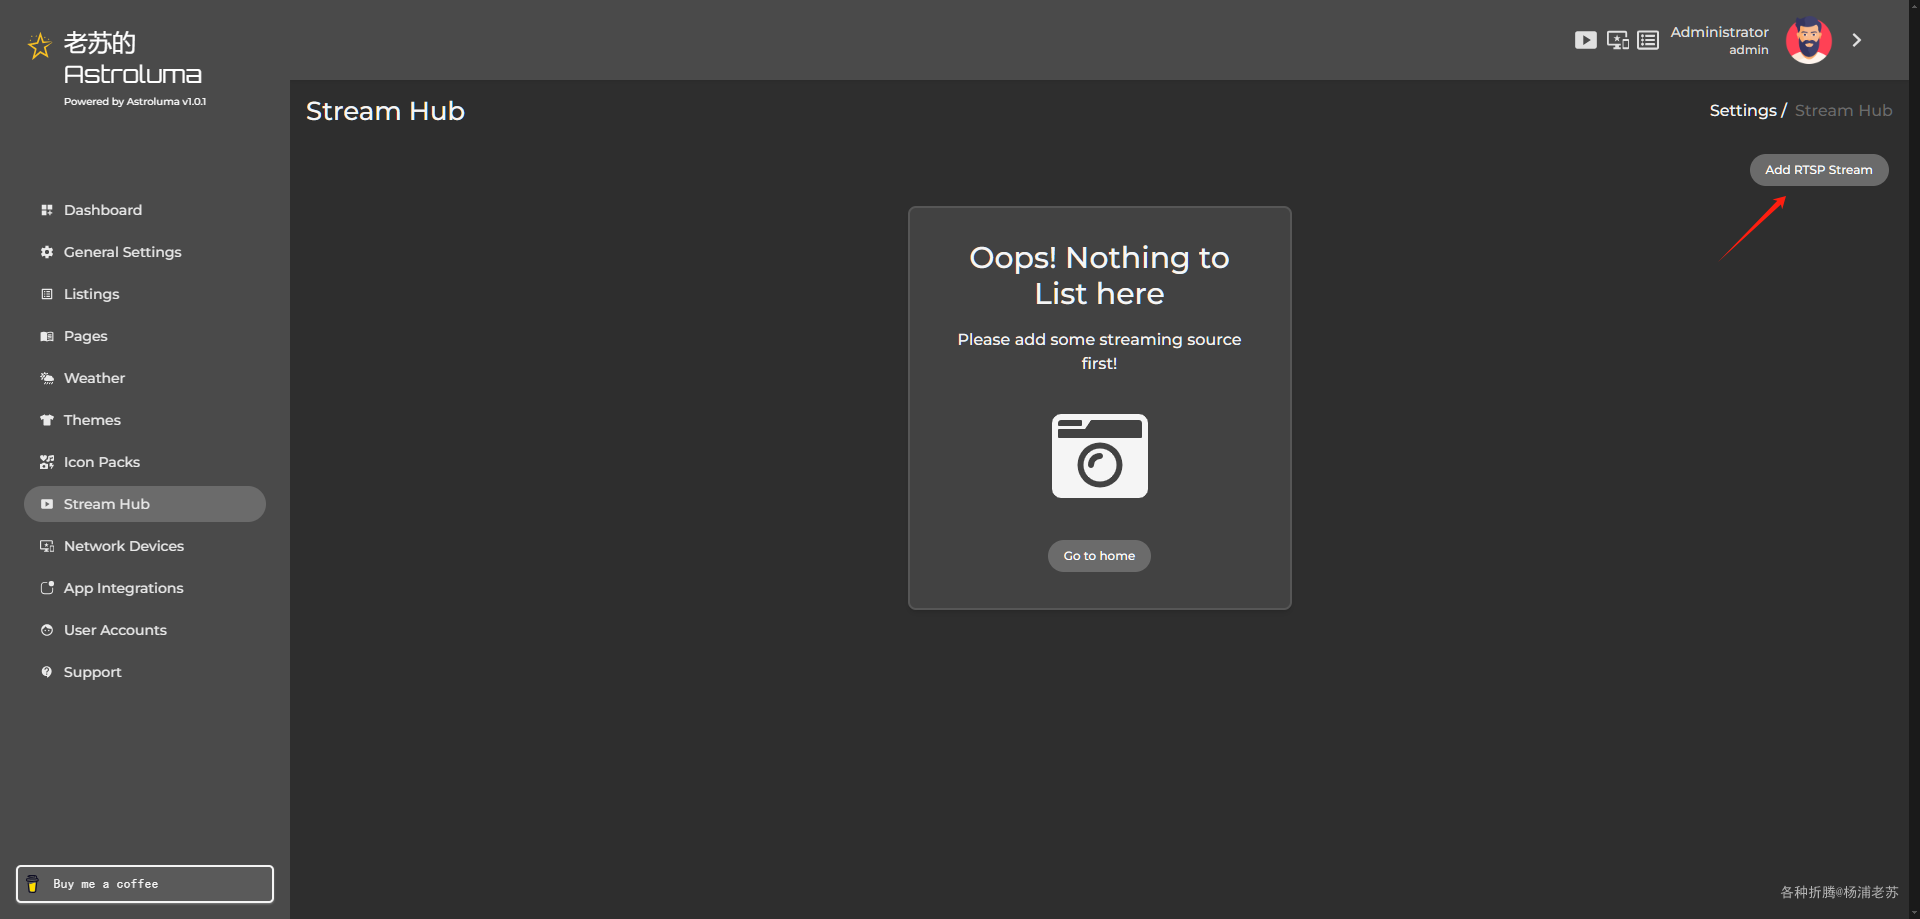 老苏的
Astroluma
Powered by Astroluma v1.0.1
Administrator
admin
Stream Hub
Settings / Stream Hub
Add RTSP Stream
Dashboard
General Settings
Listings
Pages
Weather
Themes
Icon Packs
Stream Hub
Network Devices
App Integrations
User Accounts
Support
Oops! Nothing to
List here
Please add some streaming source
first!
Go to home
Buy me a coffee
各种折腾@杨浦老苏